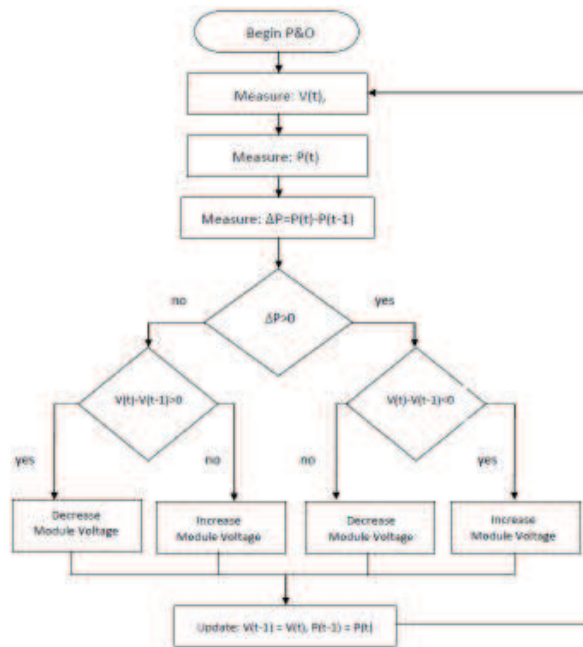 Begin P&O
Measure: V(t),
Measure: P(t)
Measure: ΔP=P(t)-P(t-1)
no
yes
ΔP>0
V(t)-V(t-1)>0
V(t)-V(t-1)<0
yes
no
no
yes
Decrease
Module Voltage
Increase
Module Voltage
Decrease
Module Voltage
Increase
Module Voltage
Update: V(t-1) = V(t), P(t-1) = P(t)